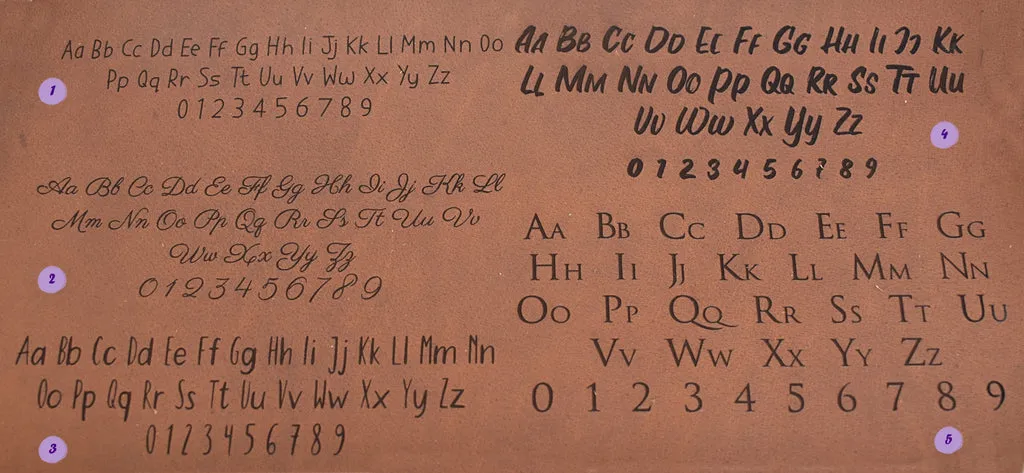 Aa Bb Cc Dd Ee Ff Gg Hh Ii Jj Kk Ll Mm Nn Oo
Pp Qq Rr Ss Tt Uu Vv Ww Xx Yy Zz
0 1 2 3 4 5 6 7 8 9
1
Aa Bb Cc Dd Ee Ff Gg Hh Ii Jj Kk Ll
Mm Nn Oo Pp Qq Rr Ss Tt Uu Vv
Ww Xx Yy Zz
0 1 2 3 4 5 6 7 8 9
2
Aa Bb Cc Dd Ee Ff Gg Hh Ii Jj Kk Ll Mm Nn
Oo Pp Qq Rr Ss Tt Uu Vv Ww Xx Yy Zz
0 1 2 3 4 5 6 7 8 9
3
Aa Bb Cc Dd Ee Ff Gg Hh Ii Jj Kk
Ll Mm Nn Oo Pp Qq Rr Ss Tt Uu
Vv Ww Xx Yy Zz
0 1 2 3 4 5 6 7 8 9
4
Aa Bb Cc Dd Ee Ff Gg
Hh Ii Jj Kk Ll Mm Nn
Oo Pp Qq Rr Ss Tt Uu
Vv Ww Xx Yy Zz
0 1 2 3 4 5 6 7 8 9
5